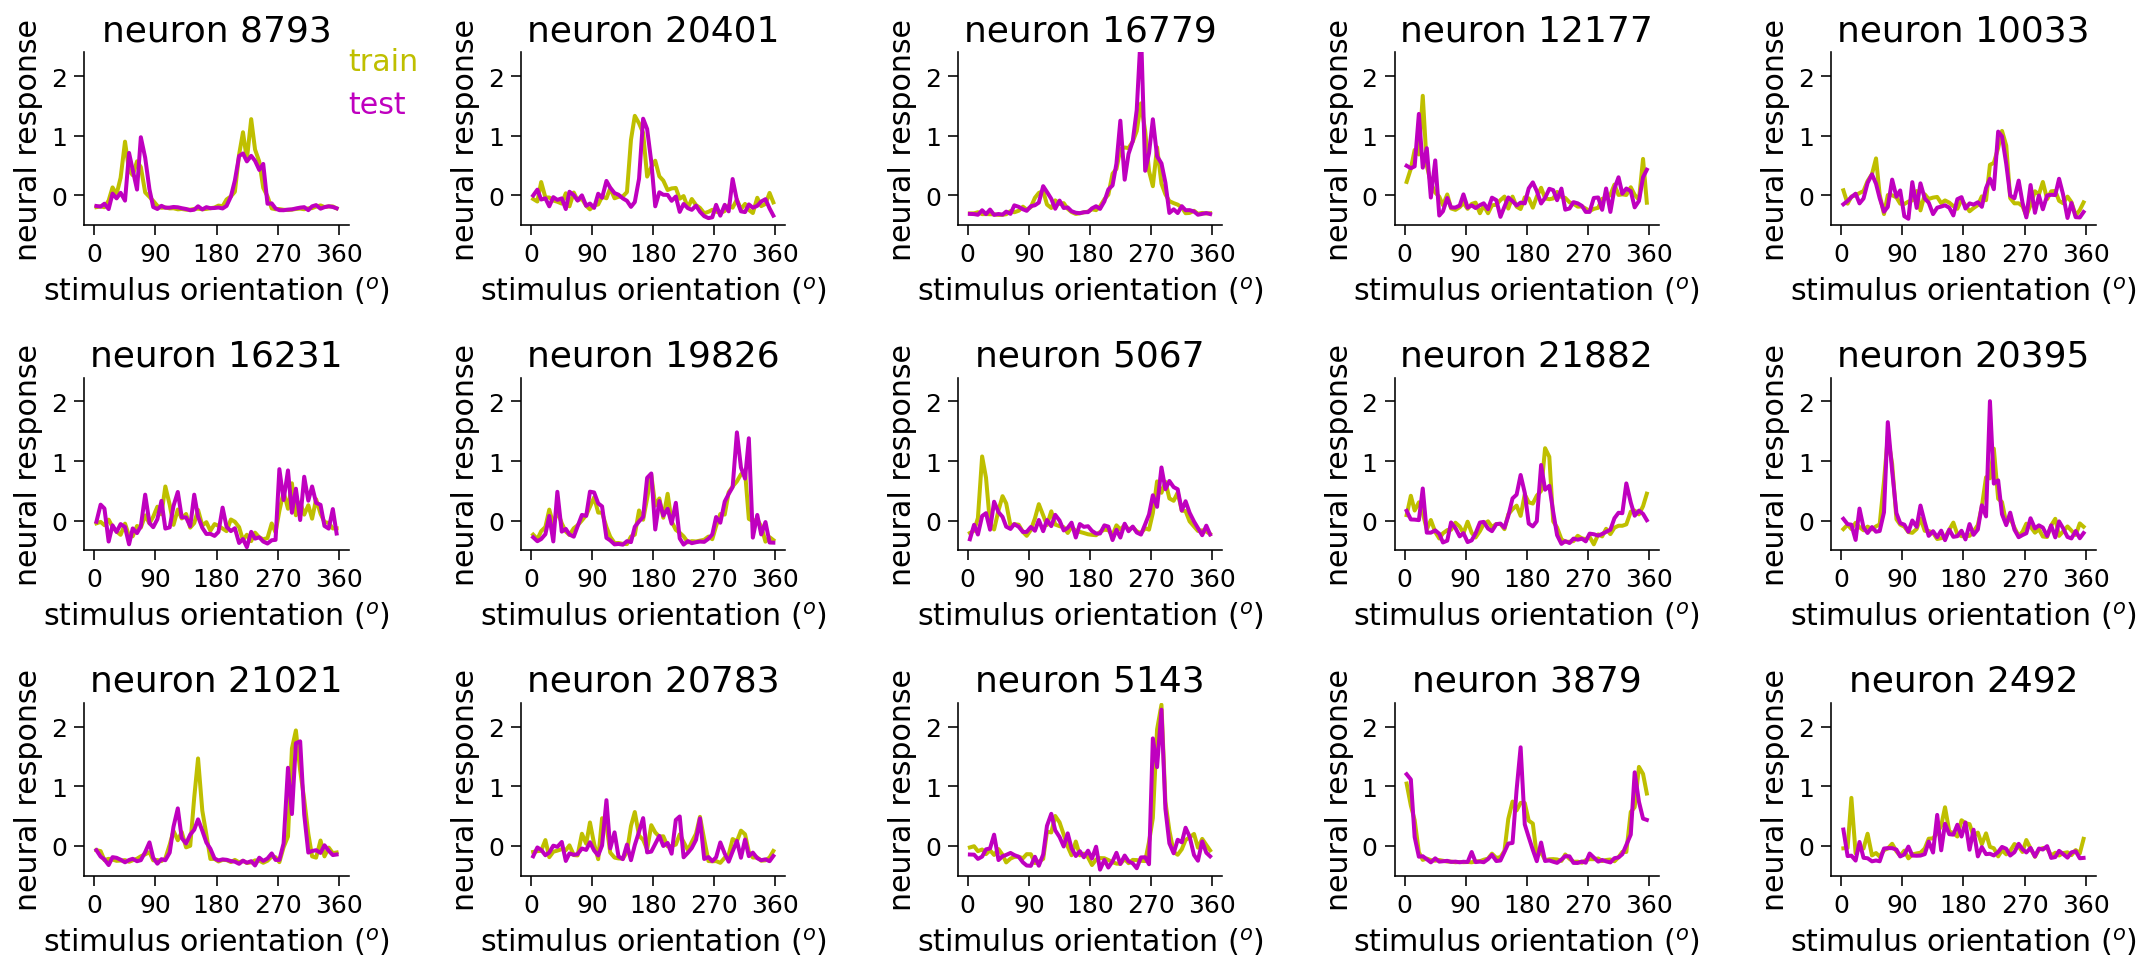 neuron 8793
neural response
2
1
0
train
test
0 90 180 270 360
stimulus orientation (o)
neuron 20401
neural response
2
1
0
0 90 180 270 360
stimulus orientation (o)
neuron 16779
neural response
2
1
0
0 90 180 270 360
stimulus orientation (o)
neuron 12177
neural response
2
1
0
0 90 180 270 360
stimulus orientation (o)
neuron 10033
neural response
2
1
0
0 90 180 270 360
stimulus orientation (o)
neuron 16231
neural response
2
1
0
0 90 180 270 360
stimulus orientation (o)
neuron 19826
neural response
2
1
0
0 90 180 270 360
stimulus orientation (o)
neuron 5067
neural response
2
1
0
0 90 180 270 360
stimulus orientation (o)
neuron 21882
neural response
2
1
0
0 90 180 270 360
stimulus orientation (o)
neuron 20395
neural response
2
1
0
0 90 180 270 360
stimulus orientation (o)
neuron 21021
neural response
2
1
0
0 90 180 270 360
stimulus orientation (o)
neuron 20783
neural response
2
1
0
0 90 180 270 360
stimulus orientation (o)
neuron 5143
neural response
2
1
0
0 90 180 270 360
stimulus orientation (o)
neuron 3879
neural response
2
1
0
0 90 180 270 360
stimulus orientation (o)
neuron 2492
neural response
2
1
0
0 90 180 270 360
stimulus orientation (o)